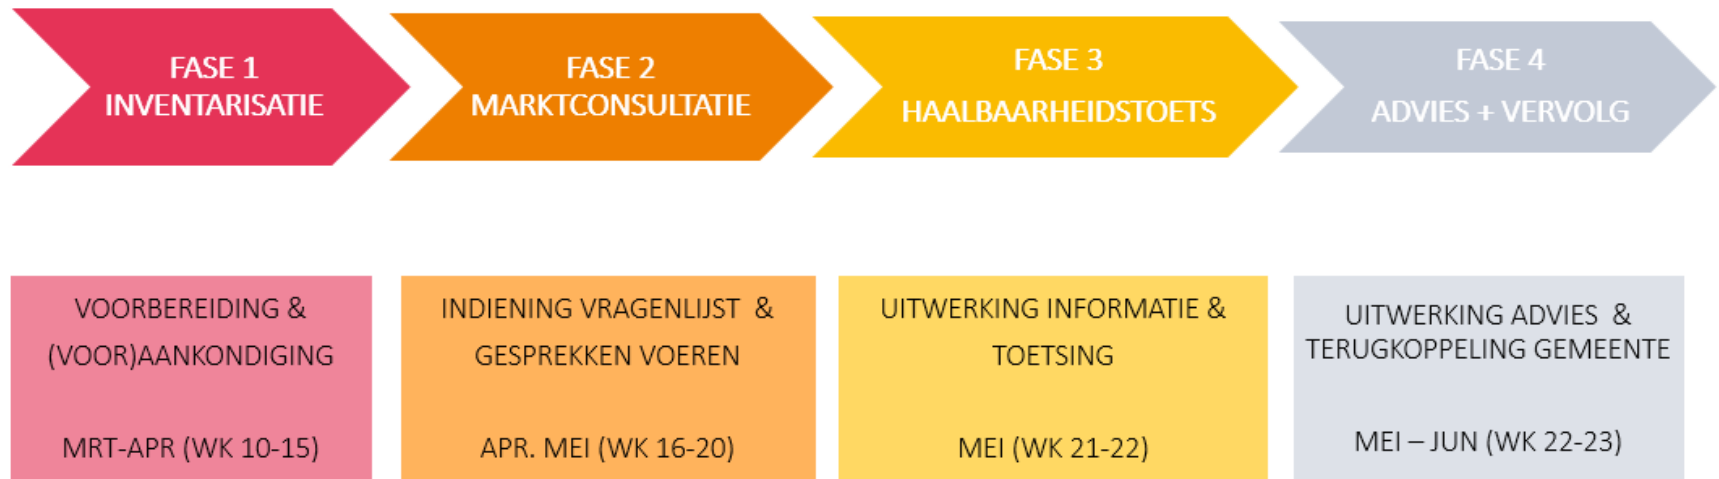 FASE 1
INVENTARISATIE
FASE 2
MARKTCONSULTATIE
FASE 3
HAALBAARHEIDSTOETS
FASE 4
ADVIES + VERVOLG
VOORBEREIDING &
(VOOR)AANKONDIGING
MRT-APR (WK 10-15)
INDIENING VRAGENLIJST &
GESPREKKEN VOEREN
APR. MEI (WK 16-20)
UITWERKING INFORMATIE &
TOETSING
MEI (WK 21-22)
UITWERKING ADVIES &
TERUGKOPPELING GEMEENTE
MEI – JUN (WK 22-23)